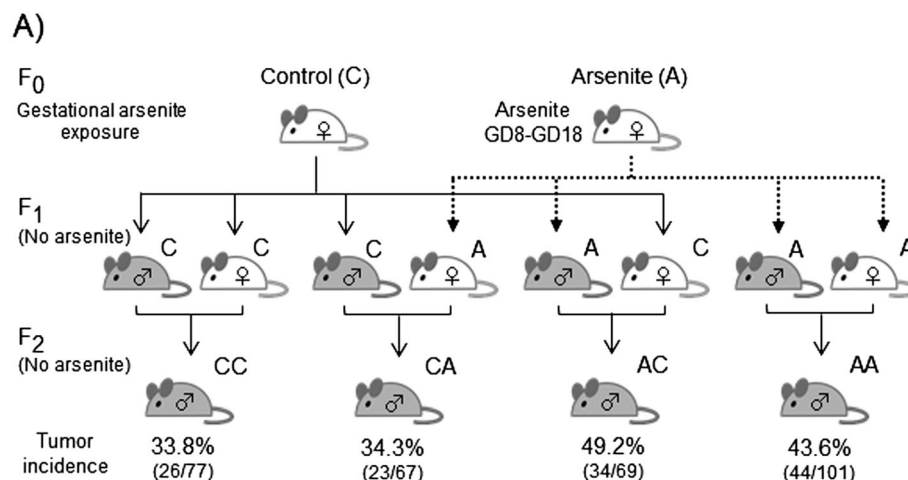 A)
F0 Control (C) Arsenite (A)
Gestational arsenite
exposure
Arsenite
GD8-GD18
♀ ♀
F1
(No arsenite)
C C C A A C A A
♂ ♀ ♂ ♀ ♂ ♀ ♂ ♀
F2
(No arsenite)
CC CA AC AA
♂ ♂ ♂ ♂
Tumor
incidence
33.8% 34.3% 49.2% 43.6%
(26/77) (23/67) (34/69) (44/101)